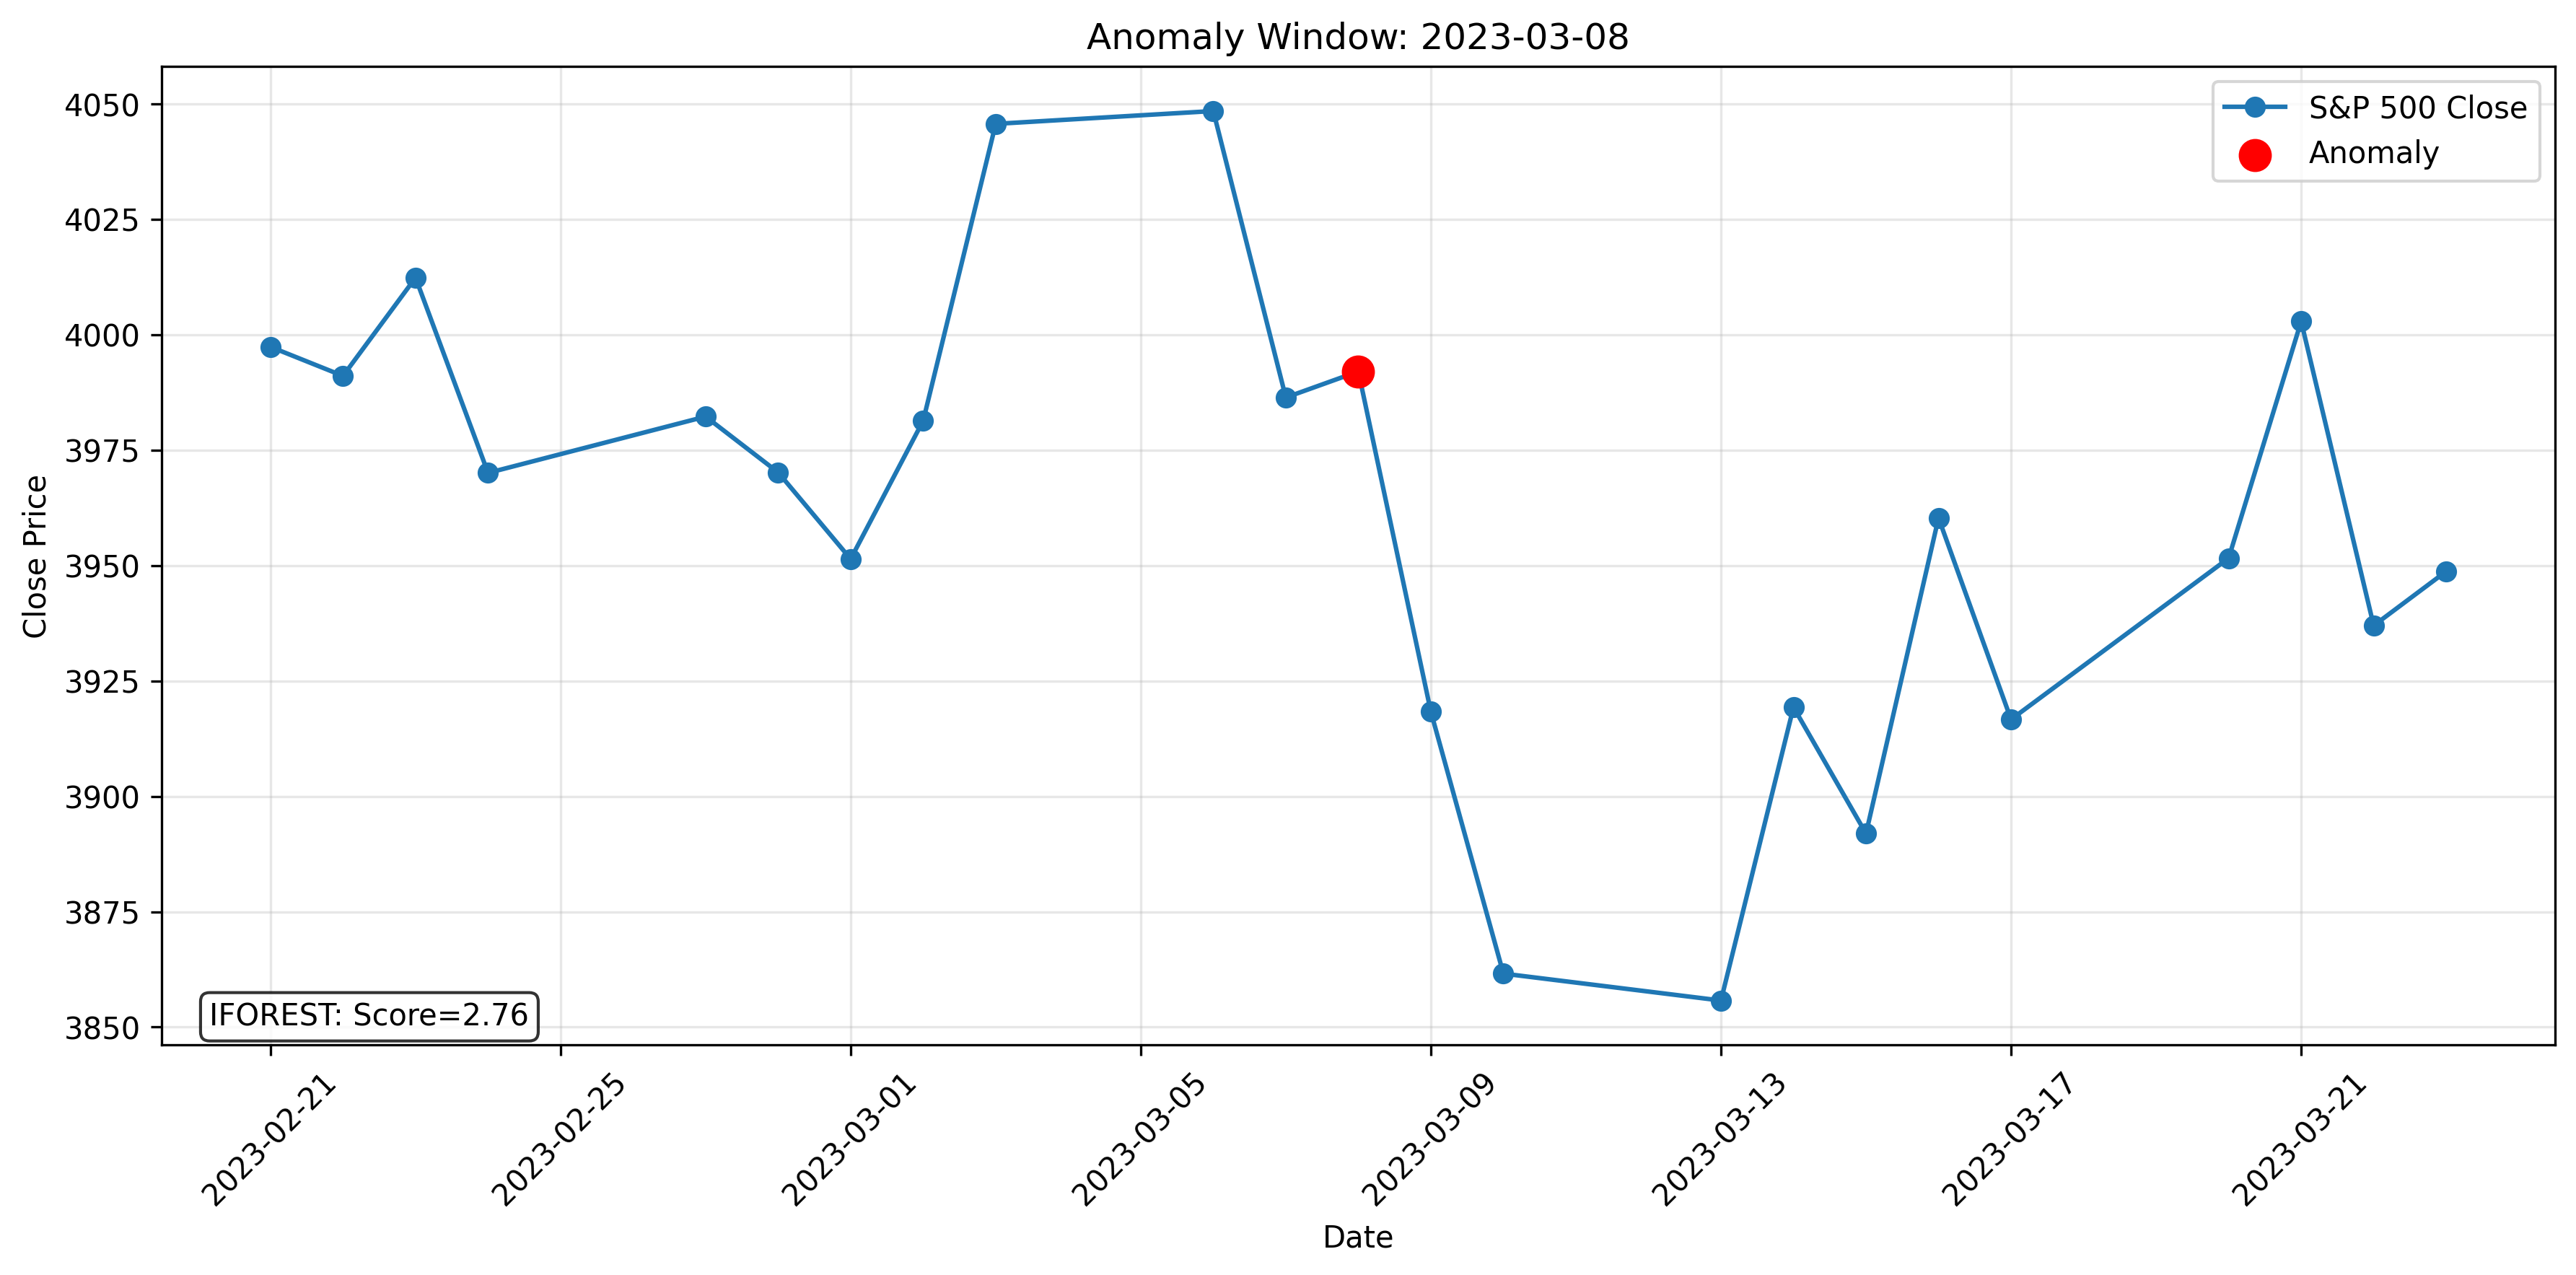 Anomaly Window: 2023-03-08
S&P 500 Close
Anomaly
Close Price
4050
4025
4000
3975
3950
3925
3900
3875
3850
IFOREST: Score=2.76
2023-02-21
2023-02-25
2023-03-01
2023-03-05
2023-03-09
2023-03-13
2023-03-17
2023-03-21
Date